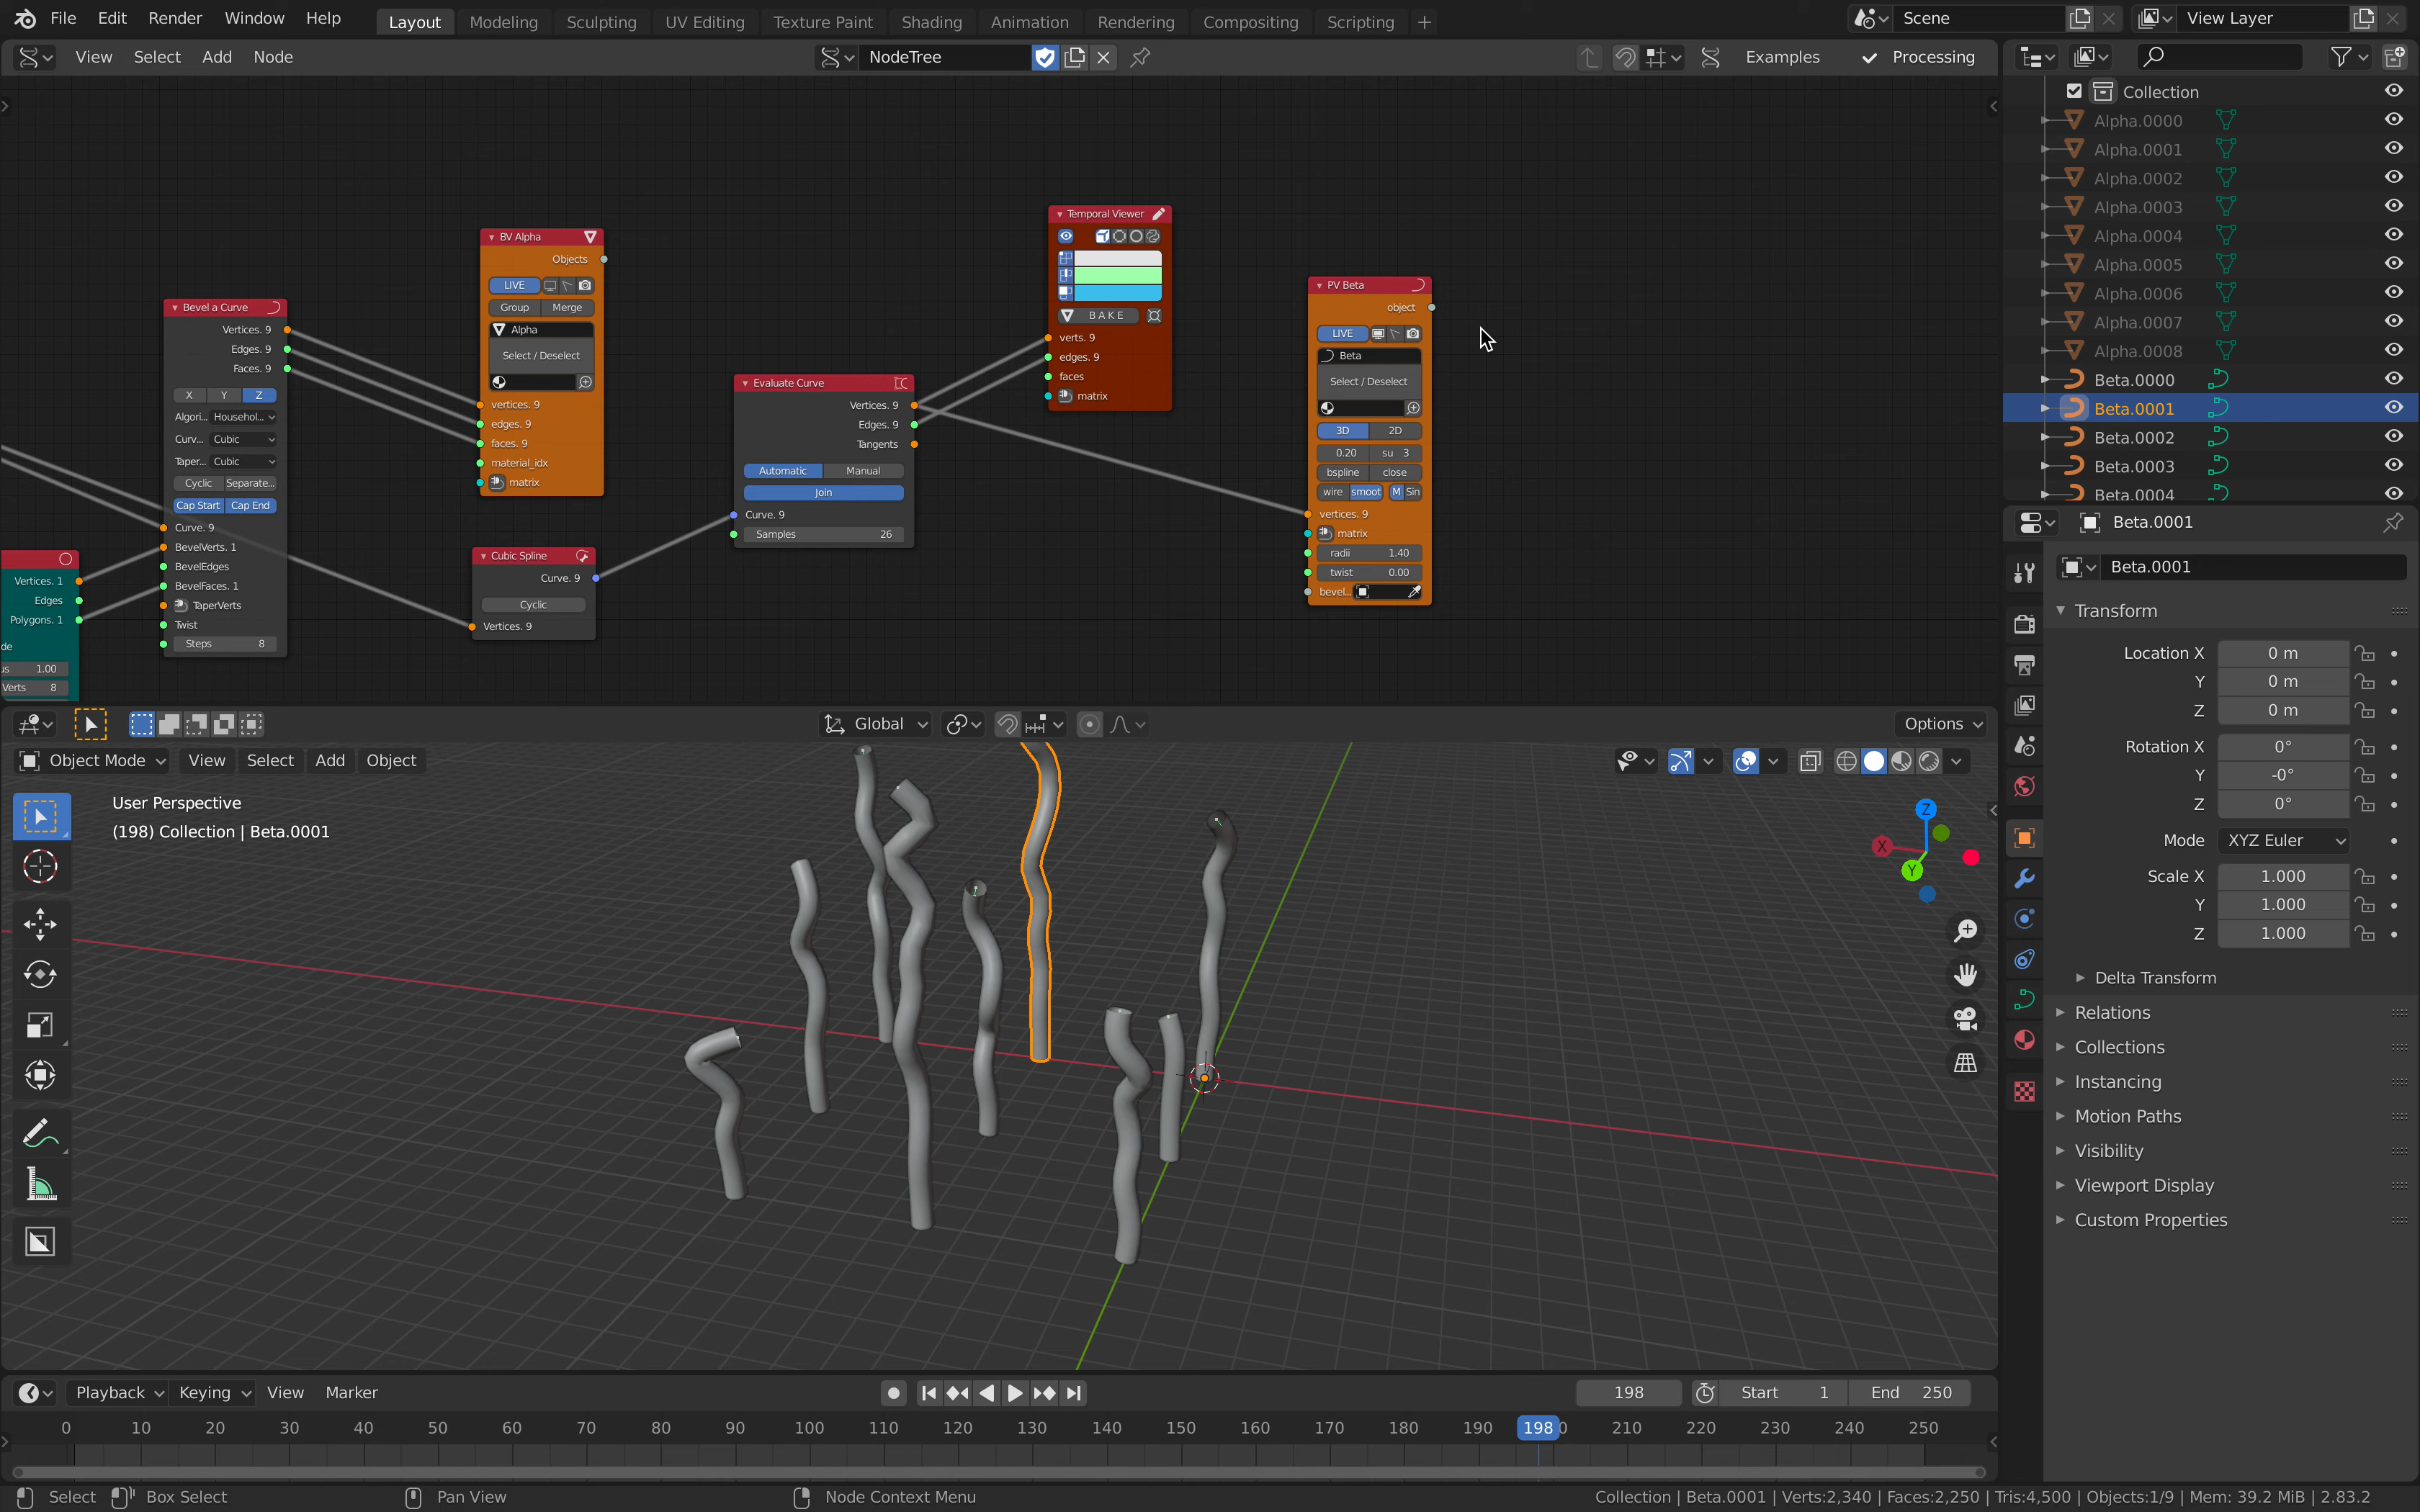 File Edit Render Window Help Layout Modeling Sculpting UV Editing Texture Paint Shading Animation Rendering Compositing Scripting + Scene View Layer
View Select Add Node NodeTree Examples Processing
Collection
Alpha.0000
Alpha.0001
Alpha.0002
Alpha.0003
Alpha.0004
Alpha.0005
Alpha.0006
Alpha.0007
Alpha.0008
Beta.0000
Beta.0001
Beta.0002
Beta.0003
Beta.0004
Vertices. 1
Edges
Polygons. 1
de
us 1.00
Verts 8
Bevel a Curve
Vertices. 9
Edges. 9
Faces. 9
X Y Z
Algori... Househol...
Curv... Cubic
Taper... Cubic
Cyclic Separate...
Cap Start Cap End
Curve. 9
BevelVerts. 1
BevelEdges
BevelFaces. 1
TaperVerts
Twist
Steps 8
BV Alpha
Objects
LIVE
Group Merge
Alpha
Select / Deselect
vertices. 9
edges. 9
faces. 9
material_idx
matrix
Cubic Spline
Curve. 9
Cyclic
Vertices. 9
Evaluate Curve
Vertices. 9
Edges. 9
Tangents
Automatic Manual
Join
Curve. 9
Samples 26
Temporal Viewer
BAKE
verts. 9
edges. 9
faces
matrix
PV Beta
object
LIVE
Beta
Select / Deselect
3D 2D
0.20 su 3
bspline close
wire smoot M Sin
vertices. 9
matrix
radii 1.40
twist 0.00
bevel...
Global Options
Object Mode View Select Add Object
User Perspective
(198) Collection | Beta.0001
Z
X
Y
Beta.0001
Beta.0001
Transform
Location X 0 m
Y 0 m
Z 0 m
Rotation X 0°
Y -0°
Z 0°
Mode XYZ Euler
Scale X 1.000
Y 1.000
Z 1.000
Delta Transform
Relations
Collections
Instancing
Motion Paths
Visibility
Viewport Display
Custom Properties
Playback Keying View Marker 198 Start 1 End 250
0 10 20 30 40 50 60 70 80 90 100 110 120 130 140 150 160 170 180 190 198 0 210 220 230 240 250
Select Box Select Pan View Node Context Menu Collection | Beta.0001 | Verts:2,340 | Faces:2,250 | Tris:4,500 | Objects:1/9 | Mem: 39.2 MiB | 2.83.2